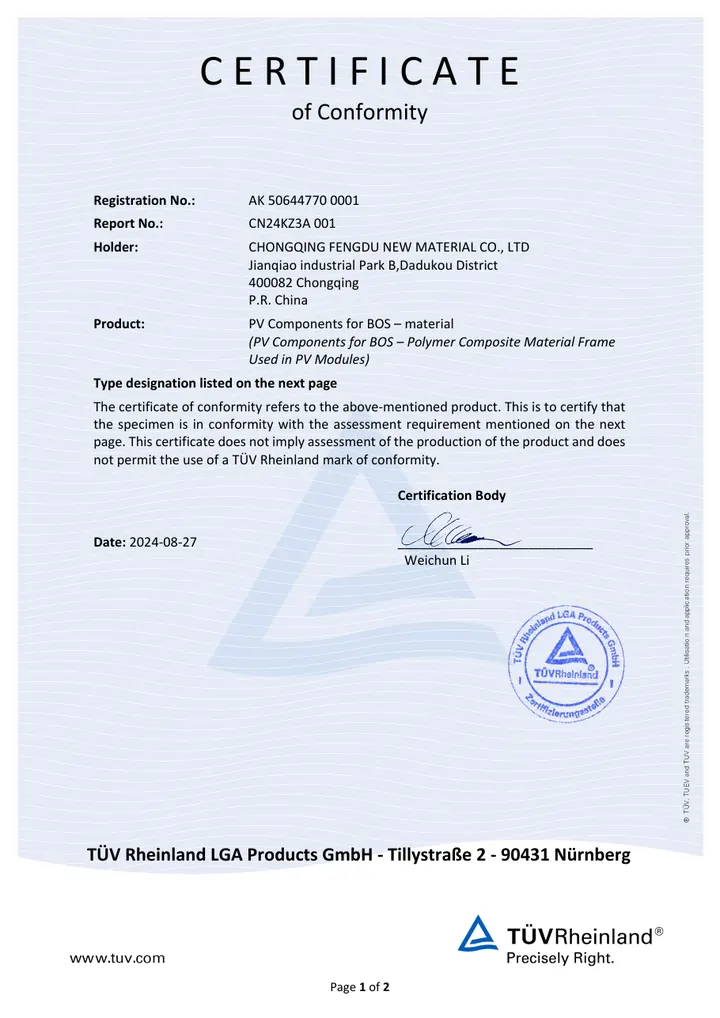 CERTIFICATE
of Conformity
Registration No.: AK 50644770 0001
Report No.: CN24KZ3A 001
Holder: CHONGQING FENGDU NEW MATERIAL CO., LTD
Jianqiao industrial Park B,Dadukou District
400082 Chongqing
P.R. China
Product: PV Components for BOS – material
(PV Components for BOS – Polymer Composite Material Frame
Used in PV Modules)
Type designation listed on the next page
The certificate of conformity refers to the above-mentioned product. This is to certify that
the specimen is in conformity with the assessment requirement mentioned on the next
page. This certificate does not imply assessment of the production of the product and does
not permit the use of a TÜV Rheinland mark of conformity.
Certification Body
Date: 2024-08-27
Weichun Li
TÜV Rheinland LGA Products GmbH
TÜVRheinland®
Zertifizierungsstelle
® TÜV, TUEV and TUV are registered trademarks. Utilisation and application requires prior approval.
TÜV Rheinland LGA Products GmbH - Tillystraße 2 - 90431 Nürnberg
TÜVRheinland®
Precisely Right.
www.tuv.com
Page 1 of 2